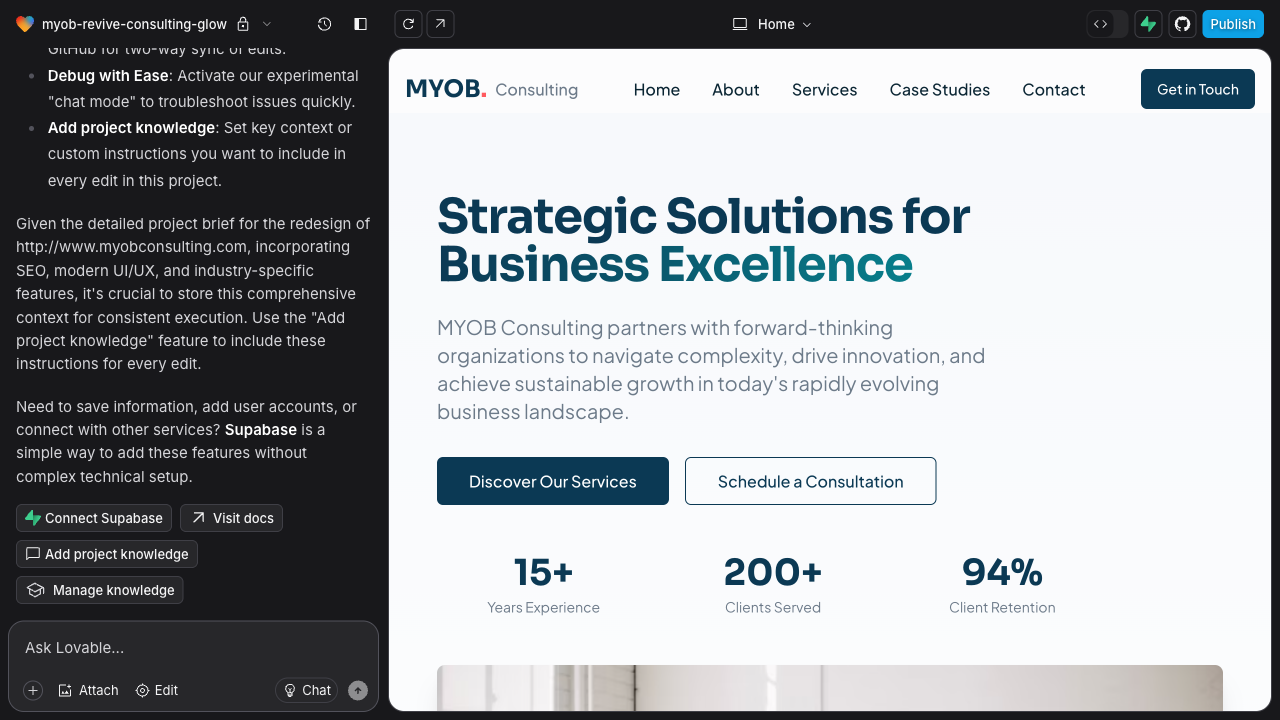 myob-revive-consulting-glow
GitHub for two-way sync of edits.
Debug with Ease: Activate our experimental
"chat mode" to troubleshoot issues quickly.
Add project knowledge: Set key context or
custom instructions you want to include in
every edit in this project.
Given the detailed project brief for the redesign of
http://www.myobconsulting.com, incorporating
SEO, modern UI/UX, and industry-specific
features, it's crucial to store this comprehensive
context for consistent execution. Use the "Add
project knowledge" feature to include these
instructions for every edit.
Need to save information, add user accounts, or
connect with other services? Supabase is a
simple way to add these features without
complex technical setup.
Connect Supabase
Visit docs
Add project knowledge
Manage knowledge
Ask Lovable...
Attach
Edit
Chat
Home
Publish
MYOB. Consulting
Home
About
Services
Case Studies
Contact
Get in Touch
Strategic Solutions for
Business Excellence
MYOB Consulting partners with forward-thinking
organizations to navigate complexity, drive innovation, and
achieve sustainable growth in today's rapidly evolving
business landscape.
Discover Our Services
Schedule a Consultation
15+
Years Experience
200+
Clients Served
94%
Client Retention